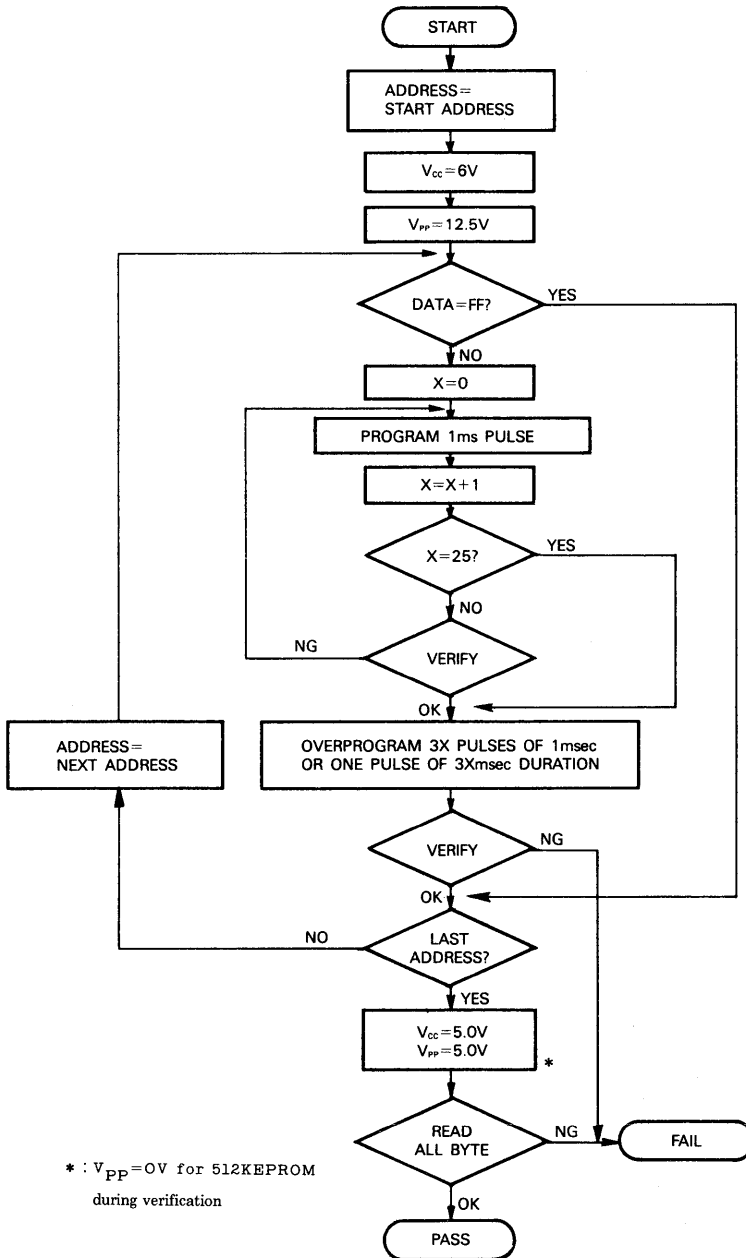 START
ADDRESS=
START ADDRESS
Vcc=6V
VPP=12.5V
DATA=FF?
YES
NO
X=0
PROGRAM 1ms PULSE
X=X+1
X=25?
YES
NO
NG
VERIFY
OK
ADDRESS=
NEXT ADDRESS
OVERPROGRAM 3X PULSES OF 1msec
OR ONE PULSE OF 3Xmsec DURATION
VERIFY
NG
OK
NO
LAST
ADDRESS?
YES
Vcc=5.0V
VPP=5.0V
*
READ
ALL BYTE
NG
FAIL
* : VPP=0V for 512KEPROM
during verification
OK
PASS